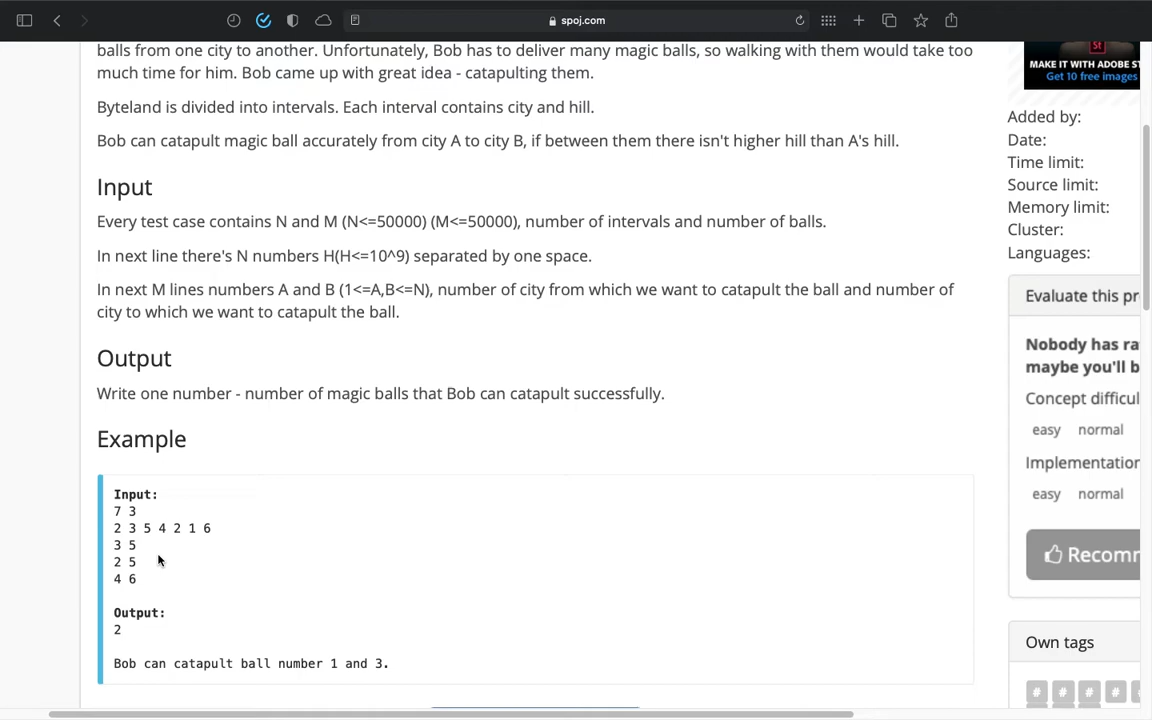 spoj.com
balls from one city to another. Unfortunately, Bob has to deliver many magic balls, so walking with them would take too
much time for him. Bob came up with great idea - catapulting them.
Byteland is divided into intervals. Each interval contains city and hill.
Bob can catapult magic ball accurately from city A to city B, if between them there isn't higher hill than A's hill.
Input
Every test case contains N and M (N<=50000) (M<=50000), number of intervals and number of balls.
In next line there's N numbers H(H<=10^9) separated by one space.
In next M lines numbers A and B (1<=A,B<=N), number of city from which we want to catapult the ball and number of
city to which we want to catapult the ball.
Output
Write one number - number of magic balls that Bob can catapult successfully.
Example
Input:
7 3
2 3 5 4 2 1 6
3 5
2 5
4 6
Output:
2
Bob can catapult ball number 1 and 3.
St
MAKE IT WITH ADOBE ST
Get 10 free images
Added by:
Date:
Time limit:
Source limit:
Memory limit:
Cluster:
Languages:
Evaluate this pr
Nobody has ra
maybe you'll b
Concept difficul
easy normal
Implementation
easy normal
Recomm
Own tags
# # # #